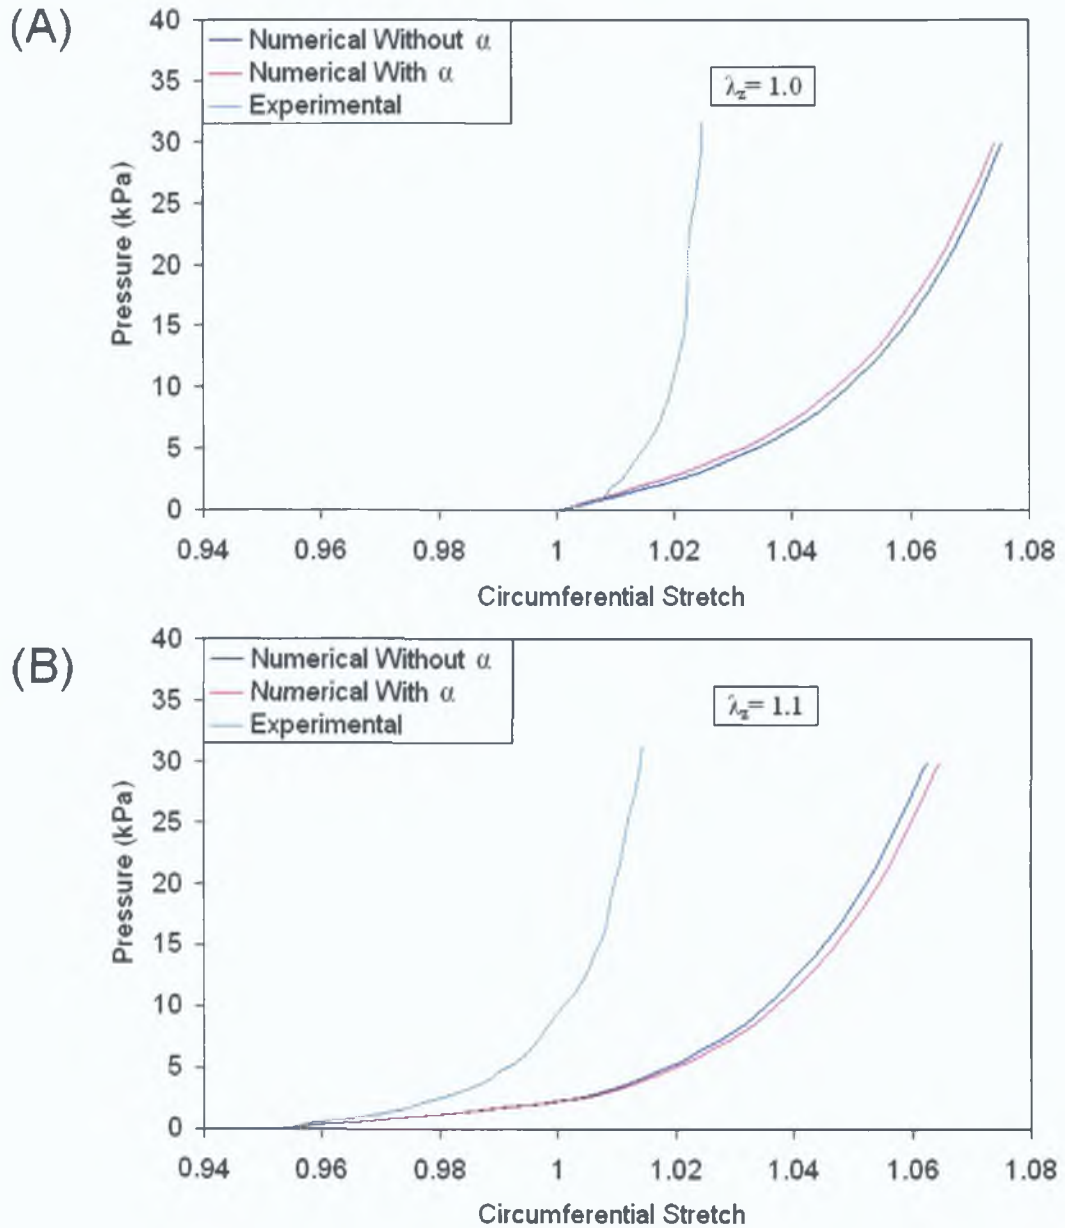 (A)
40
35
30
25
20
15
10
5
0
Pressure (kPa)
Numerical Without α
Numerical With α
Experimental
λz= 1.0
0.94 0.96 0.98 1 1.02 1.04 1.06 1.08
Circumferential Stretch
(B)
40
35
30
25
20
15
10
5
0
Pressure (kPa)
Numerical Without α
Numerical With α
Experimental
λz= 1.1
0.94 0.96 0.98 1 1.02 1.04 1.06 1.08
Circumferential Stretch